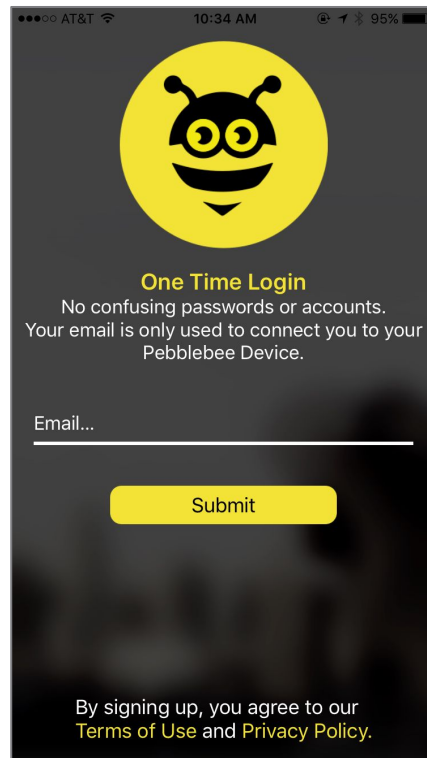 AT&T 10:34 AM 95%
One Time Login
No confusing passwords or accounts.
Your email is only used to connect you to your
Pebblebee Device.
Email...
Submit
By signing up, you agree to our
Terms of Use and Privacy Policy.